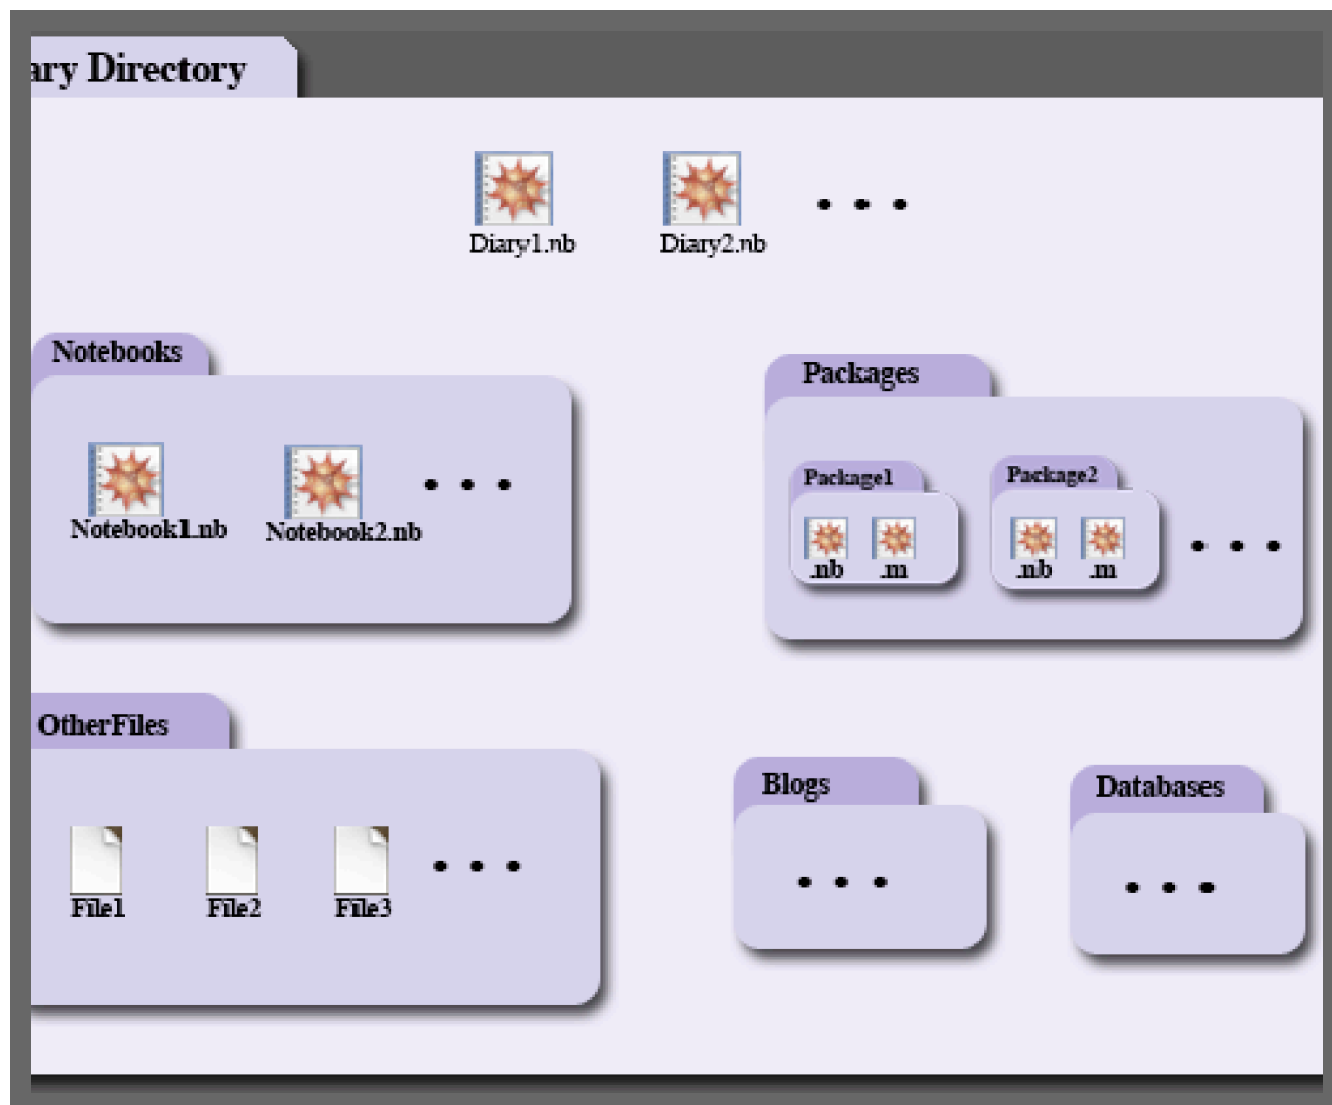 ary Directory
Diary1.nb
Diary2.nb
Notebooks
Notebook1.nb
Notebook2.nb
Packages
Package1
.nb
.m
Package2
.nb
.m
OtherFiles
File1
File2
File3
Blogs
Databases